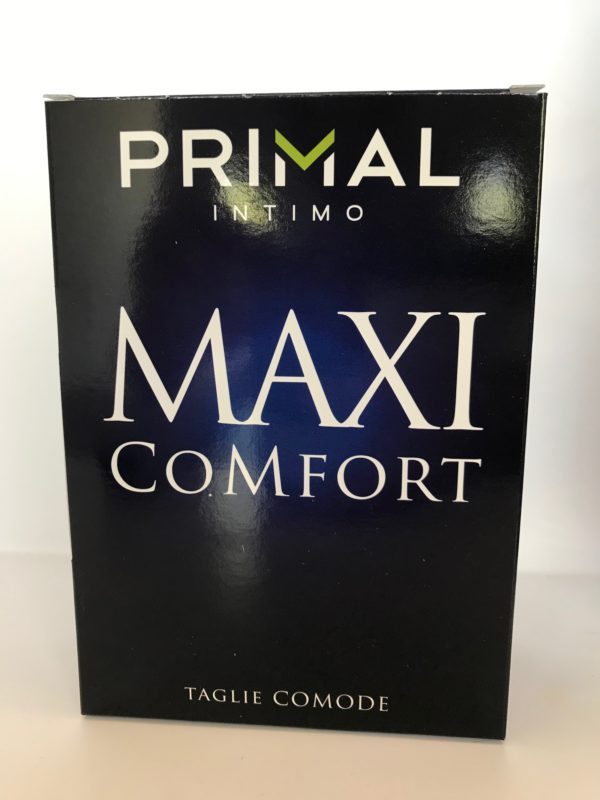 PRIMAL
INTIMO
MAXI
COMFORT
TAGLIE COMODE